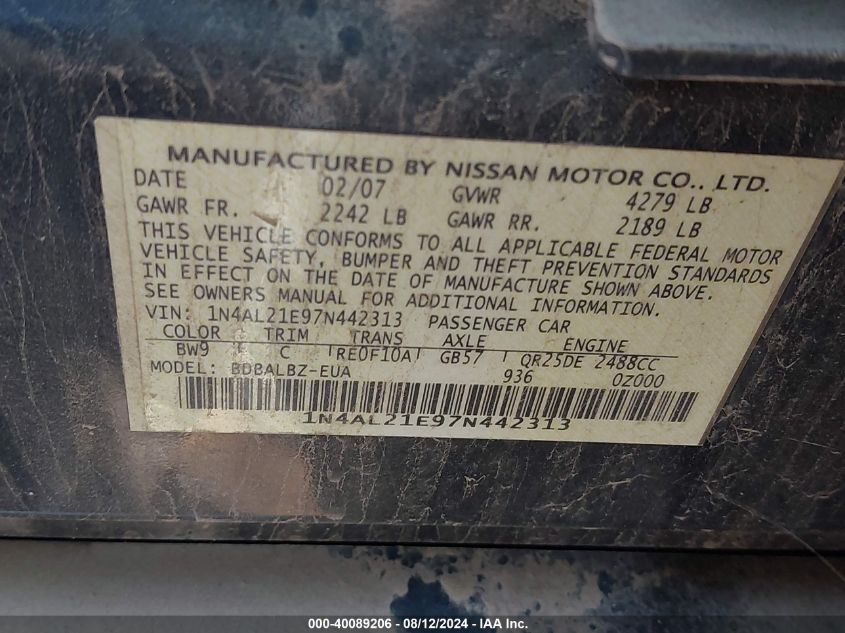 MANUFACTURED BY NISSAN MOTOR CO., LTD.
DATE 02/07 GVWR 4279 LB
GAWR FR. 2242 LB GAWR RR. 2189 LB
THIS VEHICLE CONFORMS TO ALL APPLICABLE FEDERAL MOTOR
VEHICLE SAFETY, BUMPER AND THEFT PREVENTION STANDARDS
IN EFFECT ON THE DATE OF MANUFACTURE SHOWN ABOVE.
SEE OWNERS MANUAL FOR ADDITIONAL INFORMATION.
VIN: 1N4AL21E97N442313 PASSENGER CAR
COLOR TRIM TRANS AXLE ENGINE
BW9 C RE0F10A GB57 QR25DE 2488CC
MODEL: BDBALBZ-EUA 936 0Z000
1N4AL21E97N442313
000-40089206 - 08/12/2024 - IAA Inc.